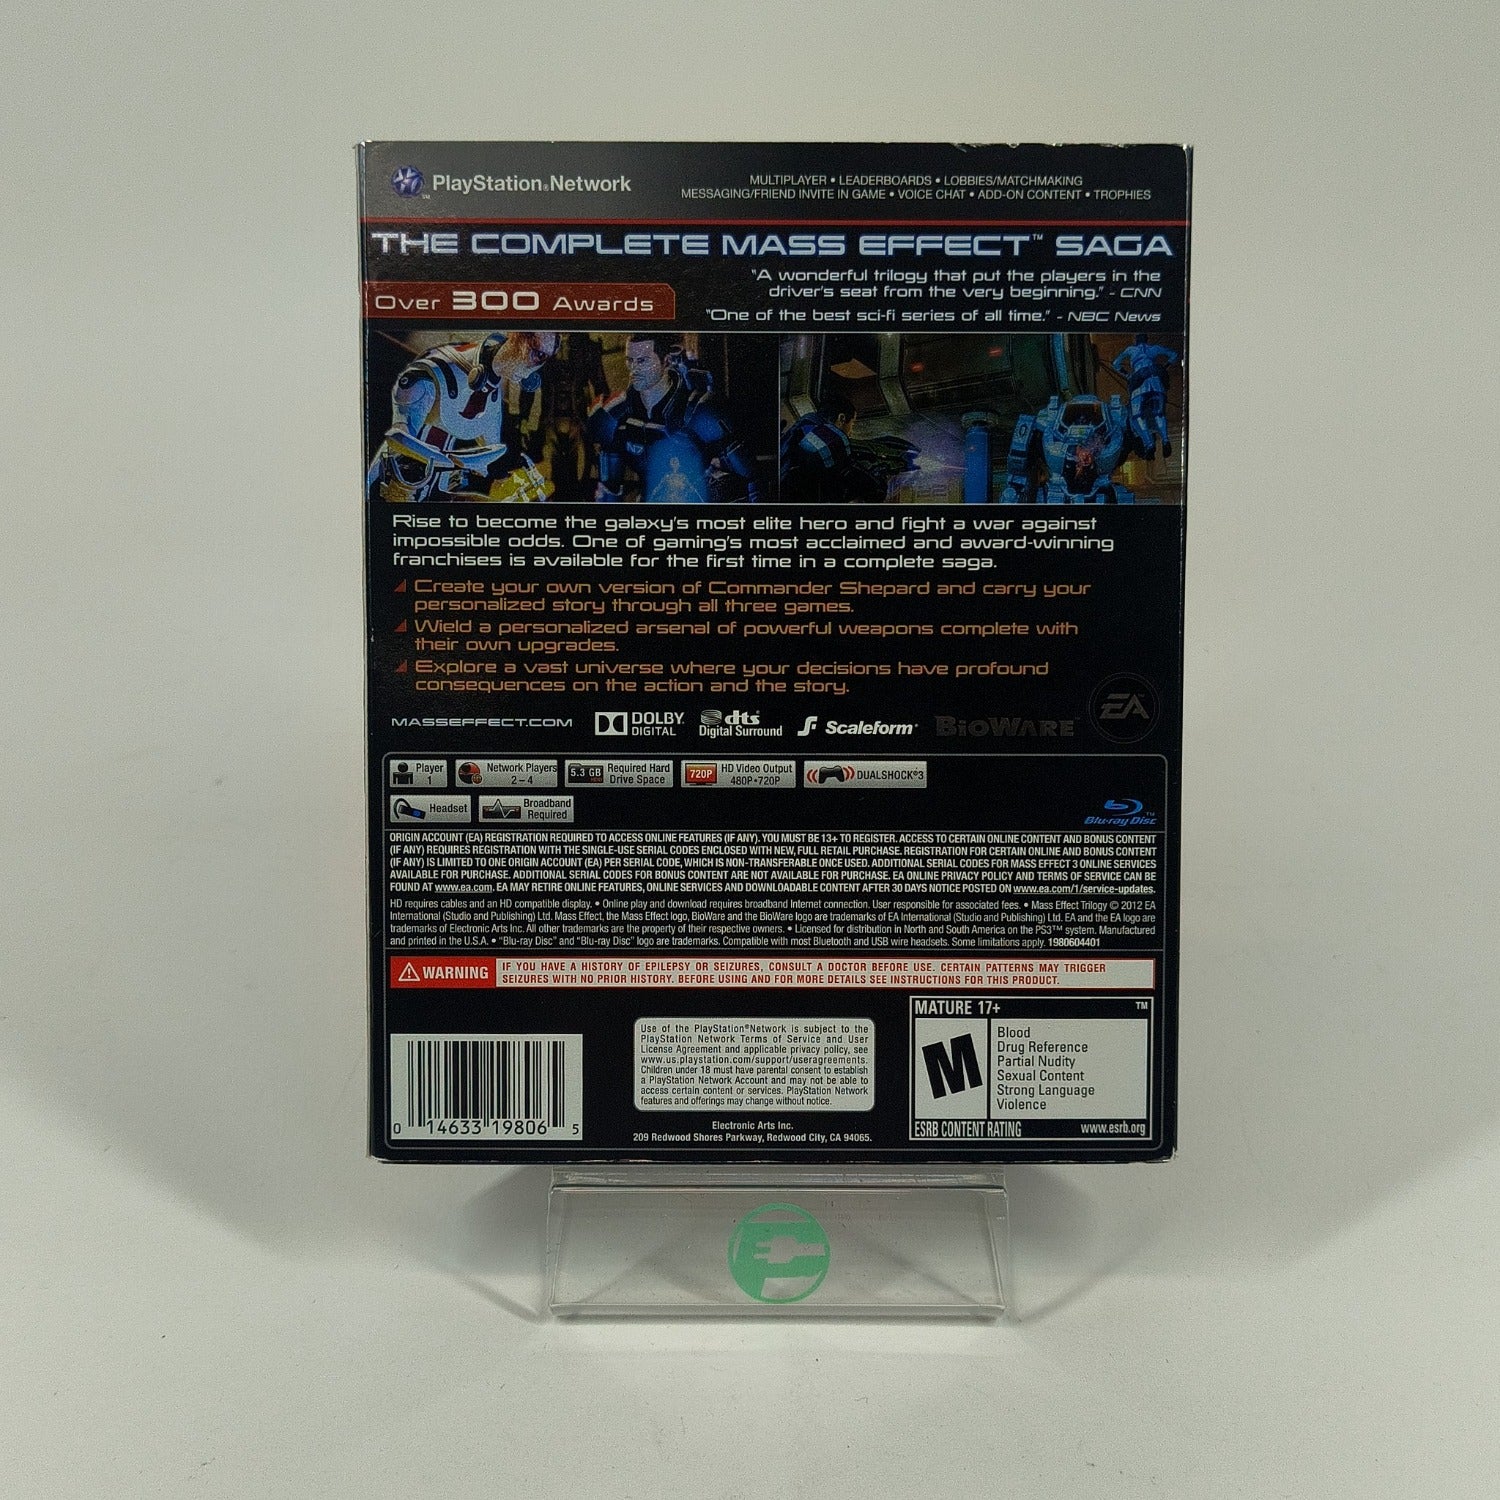 PlayStation®Network
MULTIPLAYER • LEADERBOARDS • LOBBIES/MATCHMAKING
MESSAGING/FRIEND INVITE IN GAME • VOICE CHAT • ADD-ON CONTENT • TROPHIES
THE COMPLETE MASS EFFECT™ SAGA
"A wonderful trilogy that put the players in the
driver's seat from the very beginning." - CNN
Over 300 Awards
"One of the best sci-fi series of all time." - NBC News
N7
Rise to become the galaxy's most elite hero and fight a war against
impossible odds. One of gaming's most acclaimed and award-winning
franchises is available for the first time in a complete saga.
Create your own version of Commander Shepard and carry your
personalized story through all three games.
Wield a personalized arsenal of powerful weapons complete with
their own upgrades.
Explore a vast universe where your decisions have profound
consequences on the action and the story.
EA
MASSEFFECT.COM
DOLBY
DIGITAL
dts
Digital Surround
Scaleform
BIOWARE
Player
1
Network Players
2 – 4
5.3 GB
Required Hard
Drive Space
720P
HD Video Output
480P•720P
DUALSHOCK®3
Headset
Broadband
Required
Blu-ray Disc™
ORIGIN ACCOUNT (EA) REGISTRATION REQUIRED TO ACCESS ONLINE FEATURES (IF ANY). YOU MUST BE 13+ TO REGISTER. ACCESS TO CERTAIN ONLINE CONTENT AND BONUS CONTENT
(IF ANY) REQUIRES REGISTRATION WITH THE SINGLE-USE SERIAL CODES ENCLOSED WITH NEW, FULL RETAIL PURCHASE. REGISTRATION FOR CERTAIN ONLINE AND BONUS CONTENT
(IF ANY) IS LIMITED TO ONE ORIGIN ACCOUNT (EA) PER SERIAL CODE, WHICH IS NON-TRANSFERABLE ONCE USED. ADDITIONAL SERIAL CODES FOR MASS EFFECT 3 ONLINE SERVICES
AVAILABLE FOR PURCHASE. ADDITIONAL SERIAL CODES FOR BONUS CONTENT ARE NOT AVAILABLE FOR PURCHASE. EA ONLINE PRIVACY POLICY AND TERMS OF SERVICE CAN BE
FOUND AT www.ea.com. EA MAY RETIRE ONLINE FEATURES, ONLINE SERVICES AND DOWNLOADABLE CONTENT AFTER 30 DAYS NOTICE POSTED ON www.ea.com/1/service-updates.
HD requires cables and an HD compatible display. • Online play and download requires broadband Internet connection. User responsible for associated fees. • Mass Effect Trilogy © 2012 EA
International (Studio and Publishing) Ltd. Mass Effect, the Mass Effect logo, BioWare and the BioWare logo are trademarks of EA International (Studio and Publishing) Ltd. EA and the EA logo are
trademarks of Electronic Arts Inc. All other trademarks are the property of their respective owners. • Licensed for distribution in North and South America on the PS3™ system. Manufactured
and printed in the U.S.A. • "Blu-ray Disc" and "Blu-ray Disc" logo are trademarks. Compatible with most Bluetooth and USB wire headsets. Some limitations apply. 1980604401
WARNING
IF YOU HAVE A HISTORY OF EPILEPSY OR SEIZURES, CONSULT A DOCTOR BEFORE USE. CERTAIN PATTERNS MAY TRIGGER
SEIZURES WITH NO PRIOR HISTORY. BEFORE USING AND FOR MORE DETAILS SEE INSTRUCTIONS FOR THIS PRODUCT.
0 14633 19806 5
Use of the PlayStation®Network is subject to the
PlayStation Network Terms of Service and User
License Agreement and applicable privacy policy, see
www.us.playstation.com/support/useragreements.
Children under 18 must have parental consent to establish
a PlayStation Network Account and may not be able to
access certain content or services. PlayStation Network
features and offerings may change without notice.
Electronic Arts Inc.
209 Redwood Shores Parkway, Redwood City, CA 94065.
MATURE 17+ ™
M
Blood
Drug Reference
Partial Nudity
Sexual Content
Strong Language
Violence
ESRB CONTENT RATING www.esrb.org